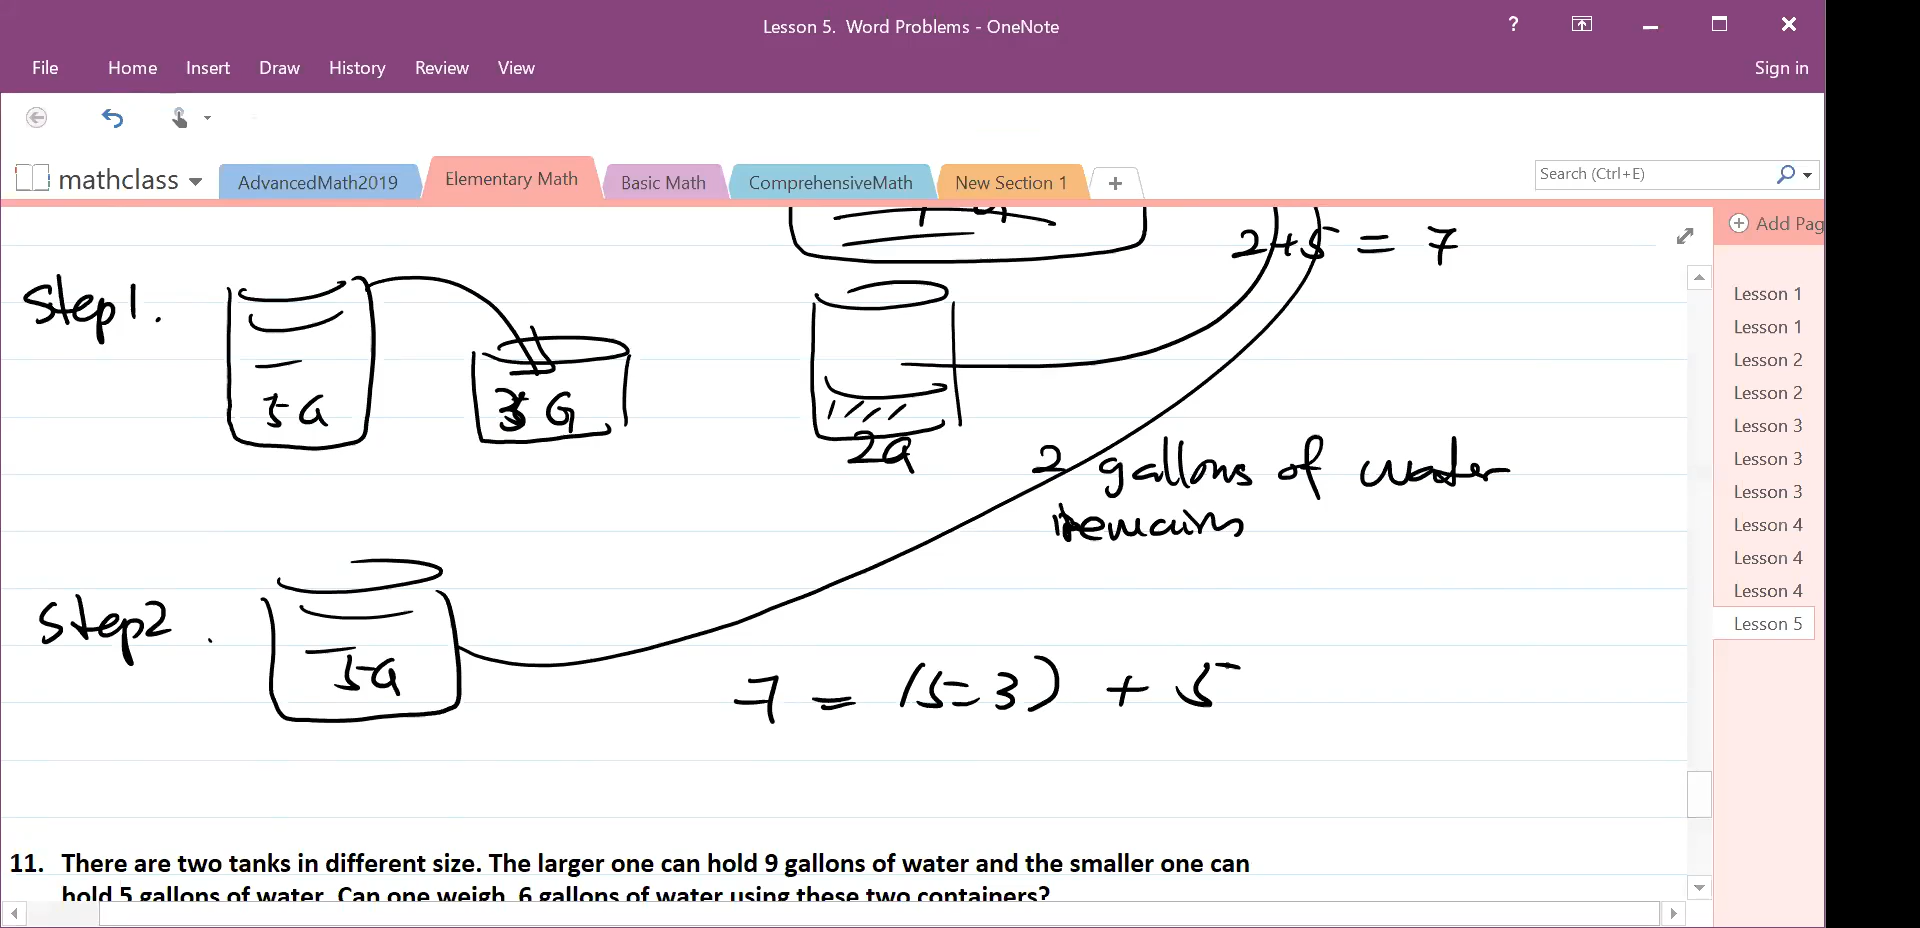 Lesson 5.  Word Problems - OneNote
?
File Home Insert Draw History Review View Sign in
mathclass AdvancedMath2019 Elementary Math Basic Math ComprehensiveMath New Section 1 + Search (Ctrl+E)
Add Pag
2+5 = 7
Step1.
5G
3G
2G
2 gallons of water
remains
Step2.
5G
7 = (5-3) + 5
11. There are two tanks in different size. The larger one can hold 9 gallons of water and the smaller one can
hold 5 gallons of water. Can one weigh 6 gallons of water using these two containers?
Lesson 1
Lesson 1
Lesson 2
Lesson 2
Lesson 3
Lesson 3
Lesson 3
Lesson 4
Lesson 4
Lesson 4
Lesson 5